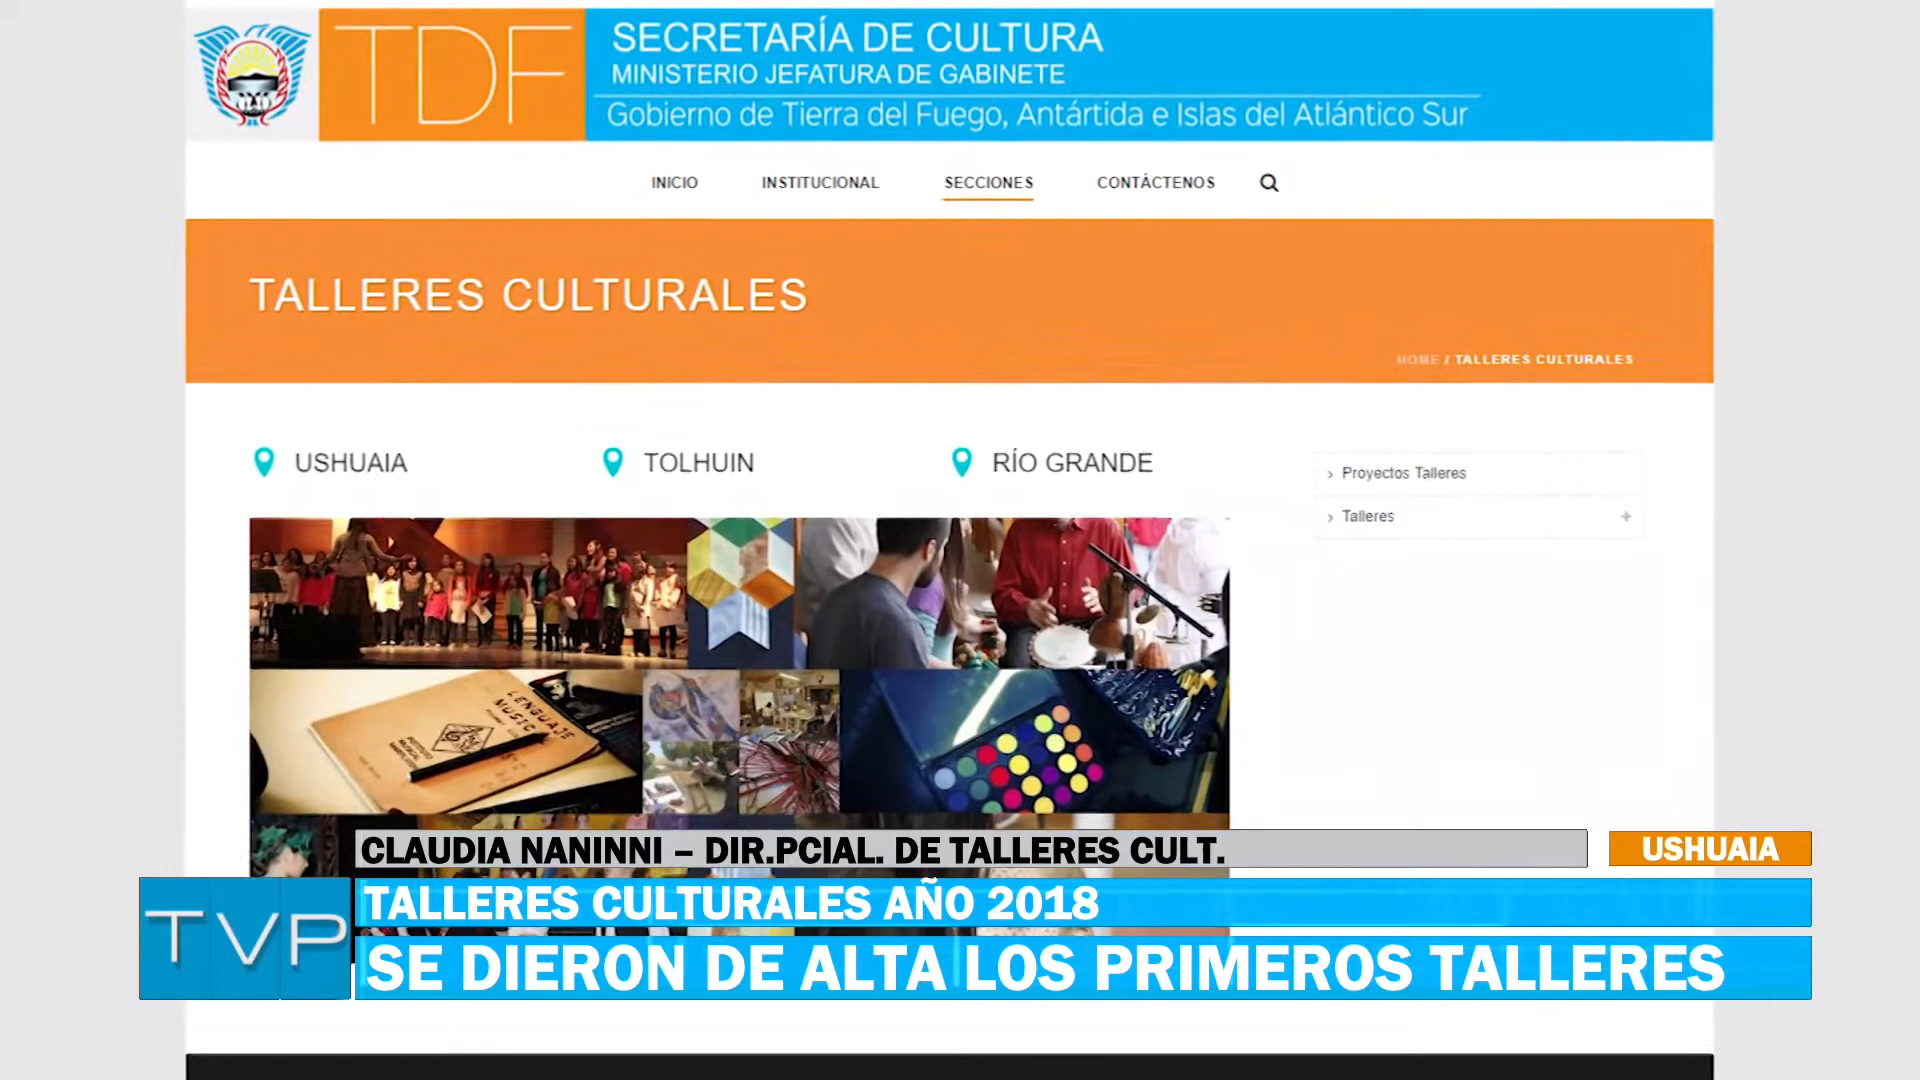 TDF
SECRETARÍA DE CULTURA
MINISTERIO JEFATURA DE GABINETE
Gobierno de Tierra del Fuego, Antártida e Islas del Atlántico Sur
INICIO
INSTITUCIONAL
SECCIONES
CONTÁCTENOS
TALLERES CULTURALES
HOME / TALLERES CULTURALES
USHUAIA
TOLHUIN
RÍO GRANDE
Proyectos Talleres
Talleres
LENGUAJE
MUSIC
CLAUDIA NANINNI – DIR.PCIAL. DE TALLERES CULT.
USHUAIA
TVP
TALLERES CULTURALES AÑO 2018
SE DIERON DE ALTA LOS PRIMEROS TALLERES